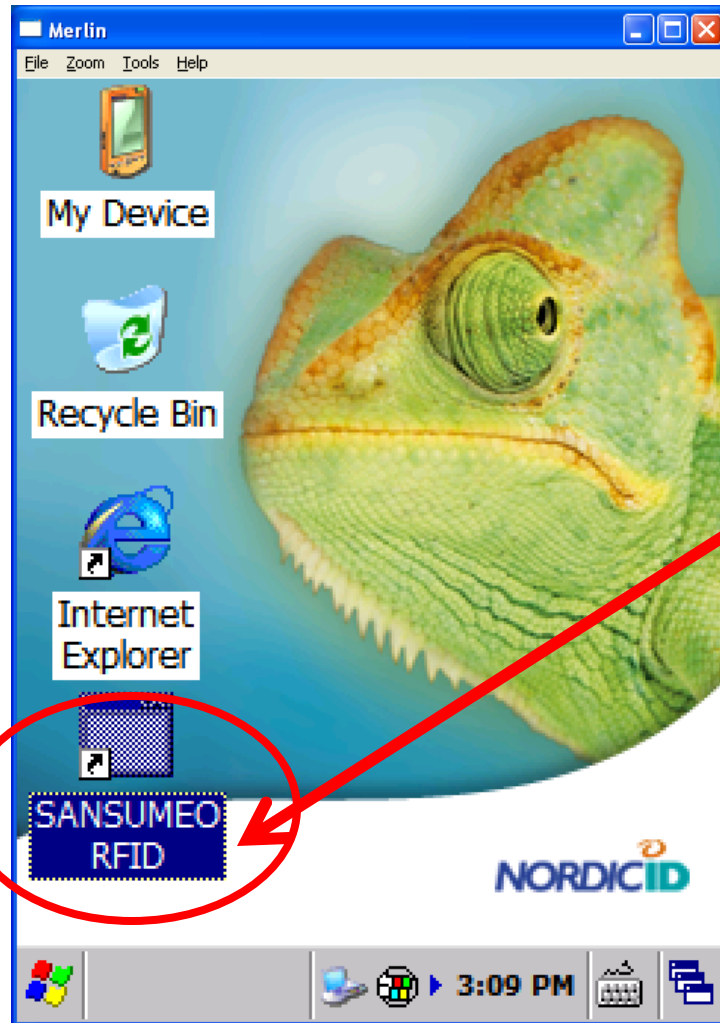 Merlin
File Zoom Tools Help
My Device
Recycle Bin
Internet
Explorer
SANSUMEO
RFID
NORDICID
3:09 PM